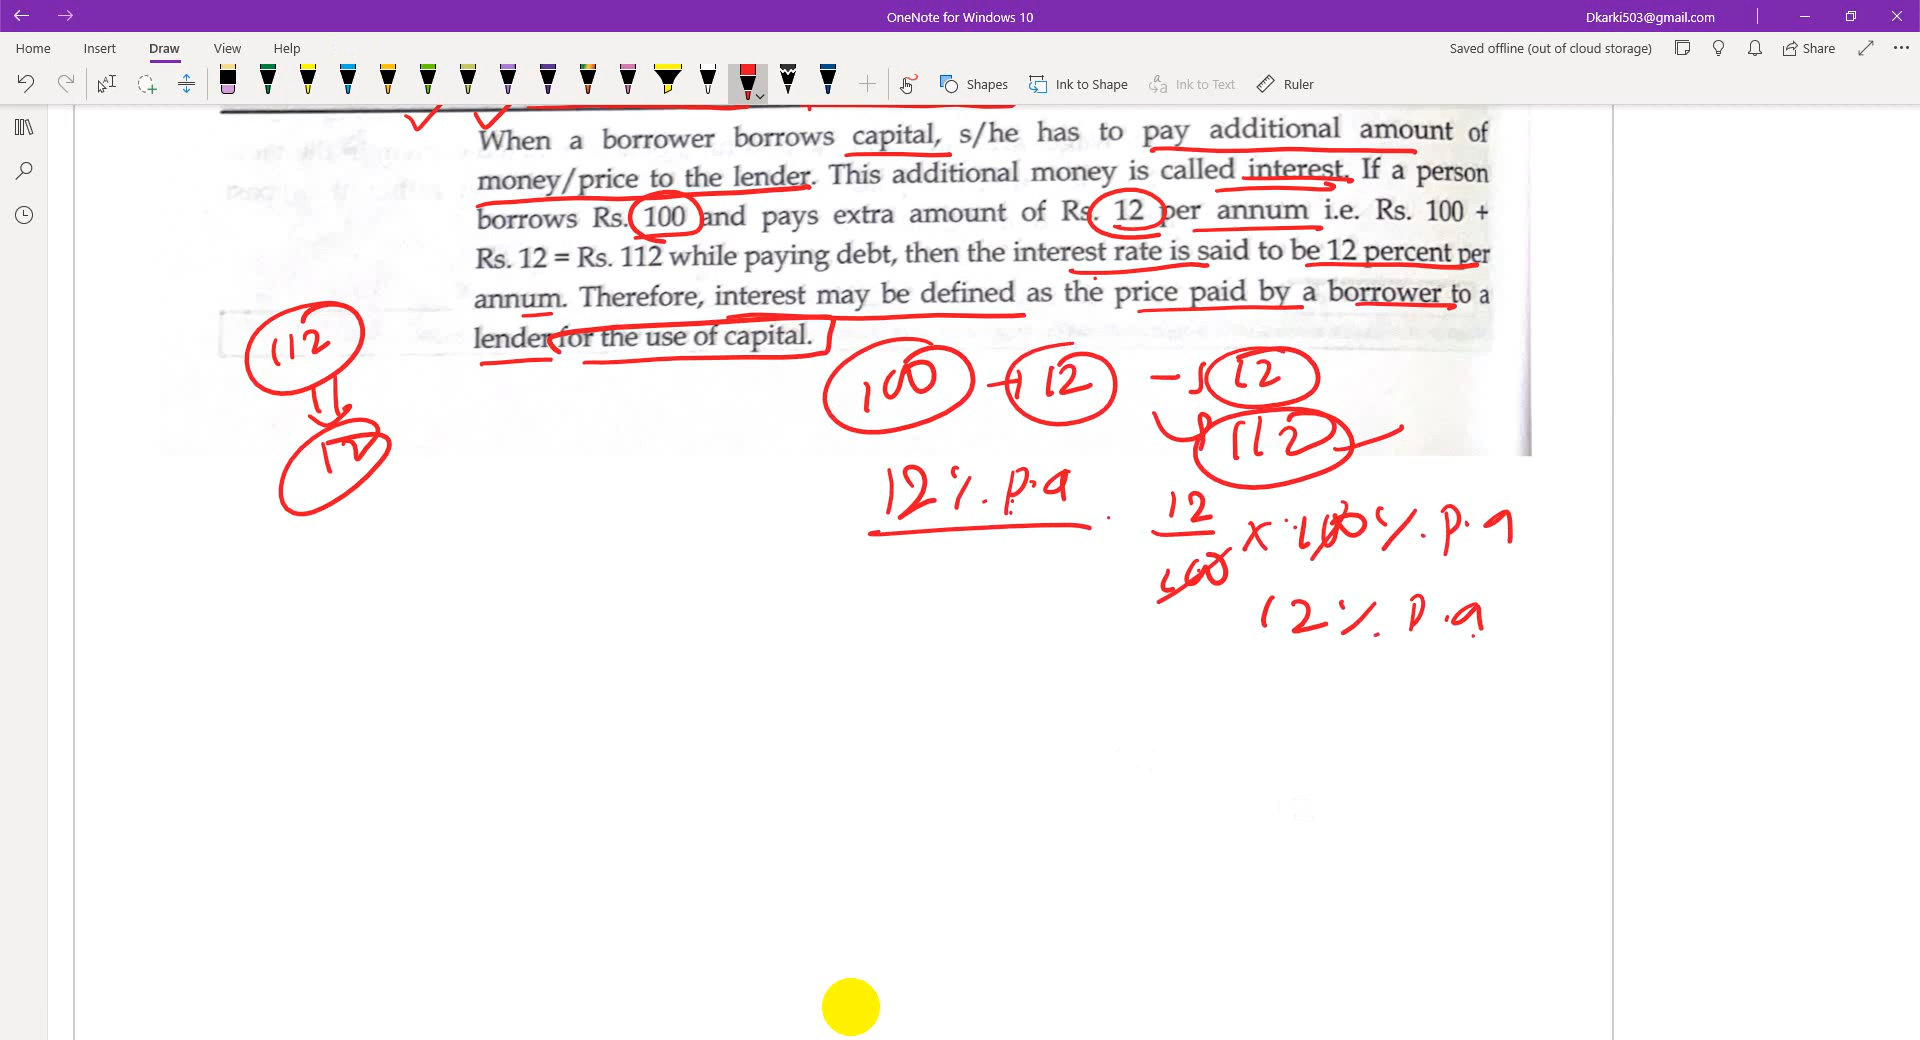 OneNote for Windows 10
Dkarki503@gmail.com
Home Insert Draw View Help
Saved offline (out of cloud storage)
Share
Shapes
Ink to Shape
Ink to Text
Ruler
When a borrower borrows capital, s/he has to pay additional amount of
money/price to the lender. This additional money is called interest. If a person
borrows Rs. 100 and pays extra amount of Rs. 12 per annum i.e. Rs. 100 +
Rs. 12 = Rs. 112 while paying debt, then the interest rate is said to be 12 percent per
annum. Therefore, interest may be defined as the price paid by a borrower to a
lender for the use of capital.
112
12
100 + 12 - 12
112
12%. p.a
12
100 x 100%. p.a
12%. p.a